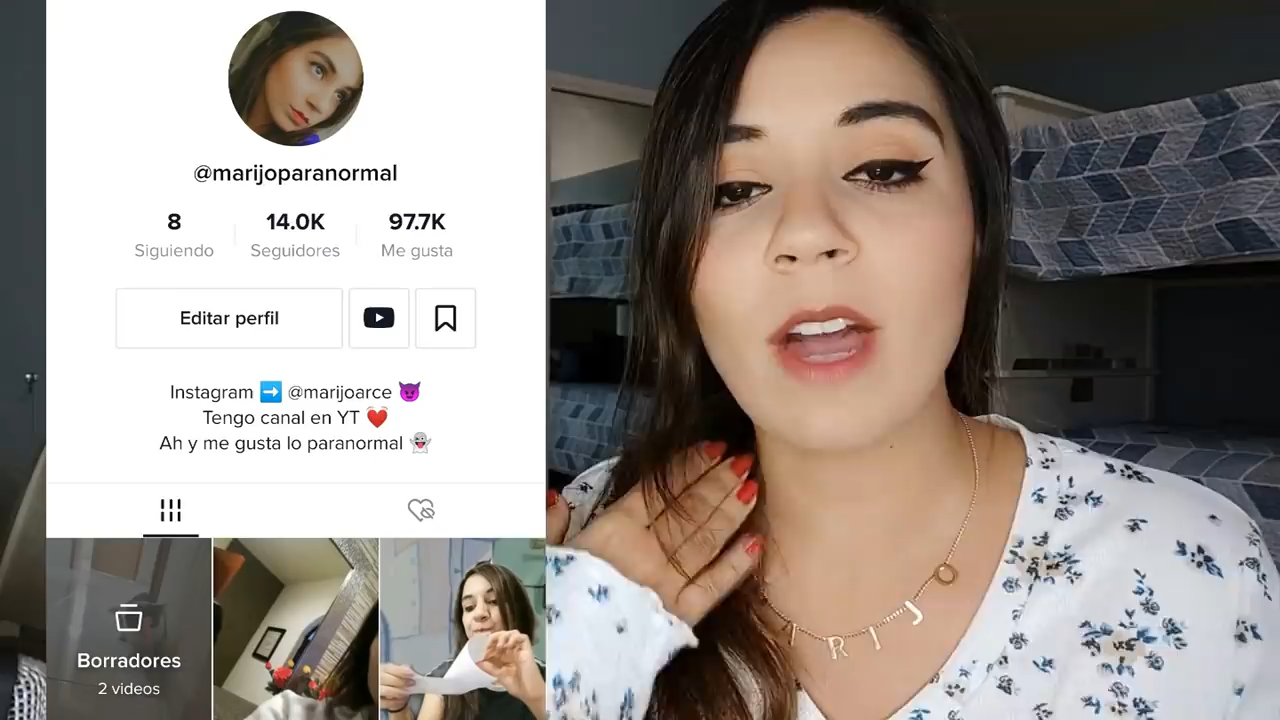 @marijoparanormal
8 14.0K 97.7K
Siguiendo Seguidores Me gusta
Editar perfil
Instagram ➡️ @marijoarce 😈
Tengo canal en YT ❤️
Ah y me gusta lo paranormal 👻
Borradores
2 videos
R I J O